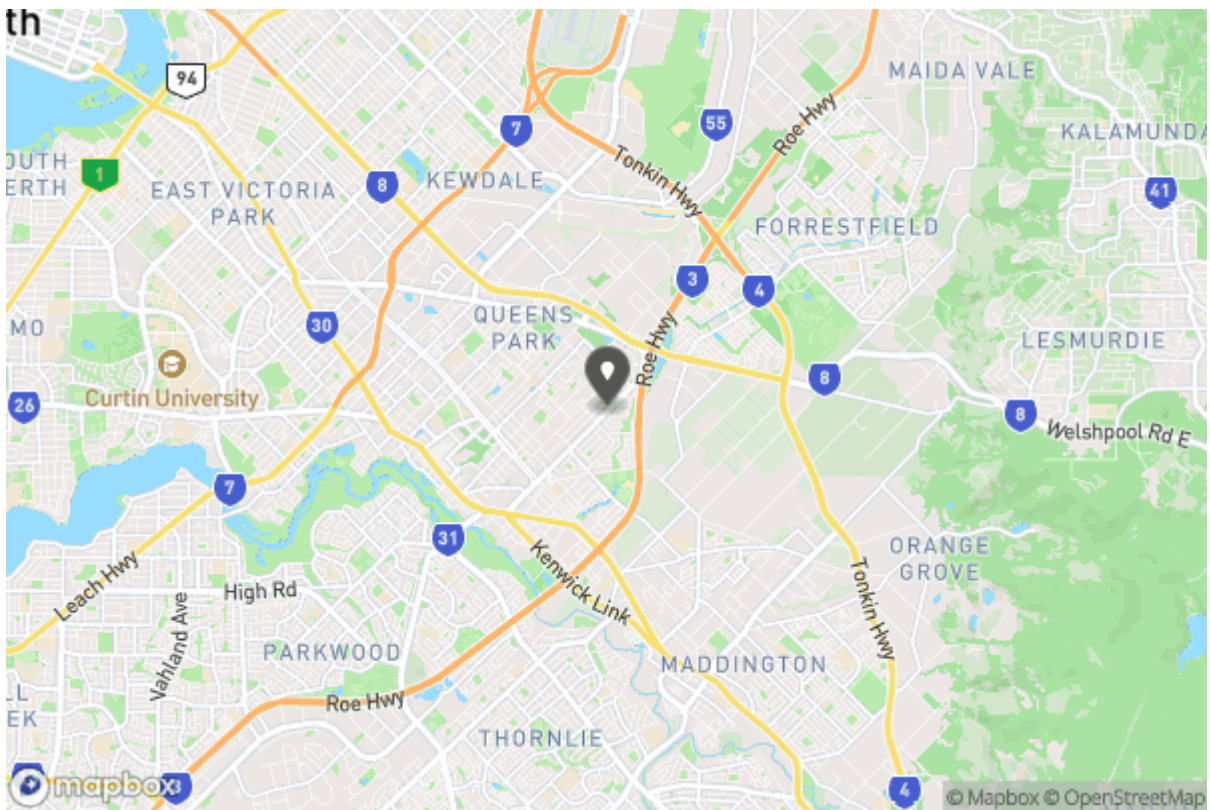 th
94
MAIDA VALE
7
55
Roe Hwy
KALAMUNDA
OUTH
ERTH
1
EAST VICTORIA
PARK
8
KEWDALE
Tonkin Hwy
41
FORRESTFIELD
3
4
MO
30
QUEENS
PARK
Roe Hwy
LESMURDIE
Curtin University
26
8
8
Welshpool Rd E
7
31
ORANGE
GROVE
Leach Hwy
High Rd
Kenwick Link
Tonkin Hwy
Vahland Ave
PARKWOOD
MADDINGTON
LL
EK
Roe Hwy
THORNLIE
mapbox
3
4
© Mapbox © OpenStreetMap